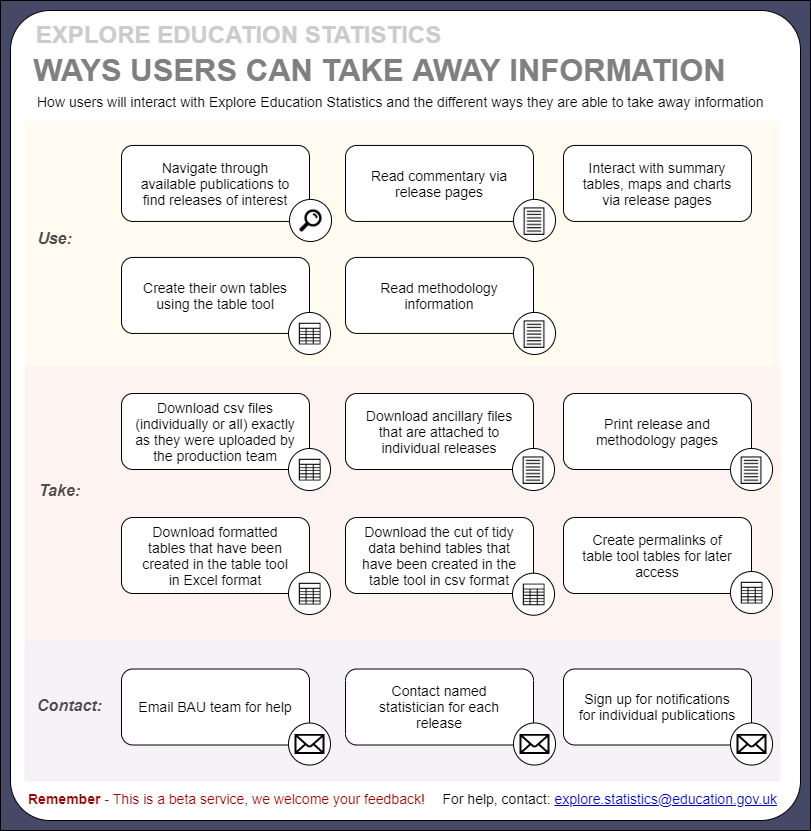 EXPLORE EDUCATION STATISTICS
WAYS USERS CAN TAKE AWAY INFORMATION
How users will interact with Explore Education Statistics and the different ways they are able to take away information
Use:
Navigate through
available publications to
find releases of interest
Read commentary via
release pages
Interact with summary
tables, maps and charts
via release pages
Create their own tables
using the table tool
Read methodology
information
Take:
Download csv files
(individually or all) exactly
as they were uploaded by
the production team
Download ancillary files
that are attached to
individual releases
Print release and
methodology pages
Download formatted
tables that have been
created in the table tool
in Excel format
Download the cut of tidy
data behind tables that
have been created in the
table tool in csv format
Create permalinks of
table tool tables for later
access
Contact:
Email BAU team for help
Contact named
statistician for each
release
Sign up for notifications
for individual publications
Remember - This is a beta service, we welcome your feedback!
For help, contact: explore.statistics@education.gov.uk